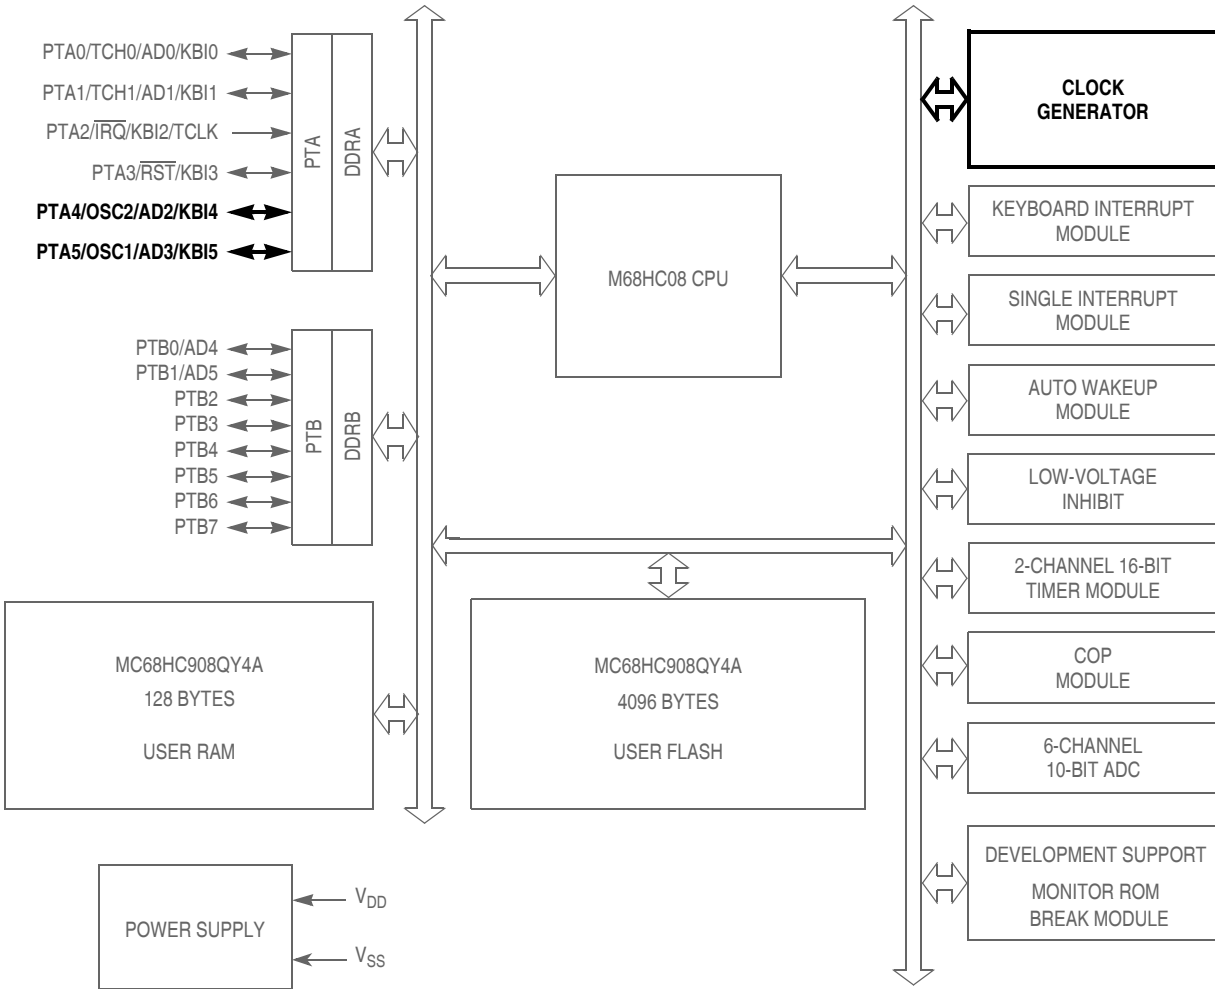 PTA0/TCH0/AD0/KBI0
PTA1/TCH1/AD1/KBI1
PTA2/IRQ/KBI2/TCLK
PTA3/RST/KBI3
PTA4/OSC2/AD2/KBI4
PTA5/OSC1/AD3/KBI5
PTA
DDRA
PTB0/AD4
PTB1/AD5
PTB2
PTB3
PTB4
PTB5
PTB6
PTB7
PTB
DDRB
M68HC08 CPU
MC68HC908QY4A
128 BYTES
USER RAM
MC68HC908QY4A
4096 BYTES
USER FLASH
POWER SUPPLY
VDD
VSS
CLOCK
GENERATOR
KEYBOARD INTERRUPT
MODULE
SINGLE INTERRUPT
MODULE
AUTO WAKEUP
MODULE
LOW-VOLTAGE
INHIBIT
2-CHANNEL 16-BIT
TIMER MODULE
COP
MODULE
6-CHANNEL
10-BIT ADC
DEVELOPMENT SUPPORT
MONITOR ROM
BREAK MODULE